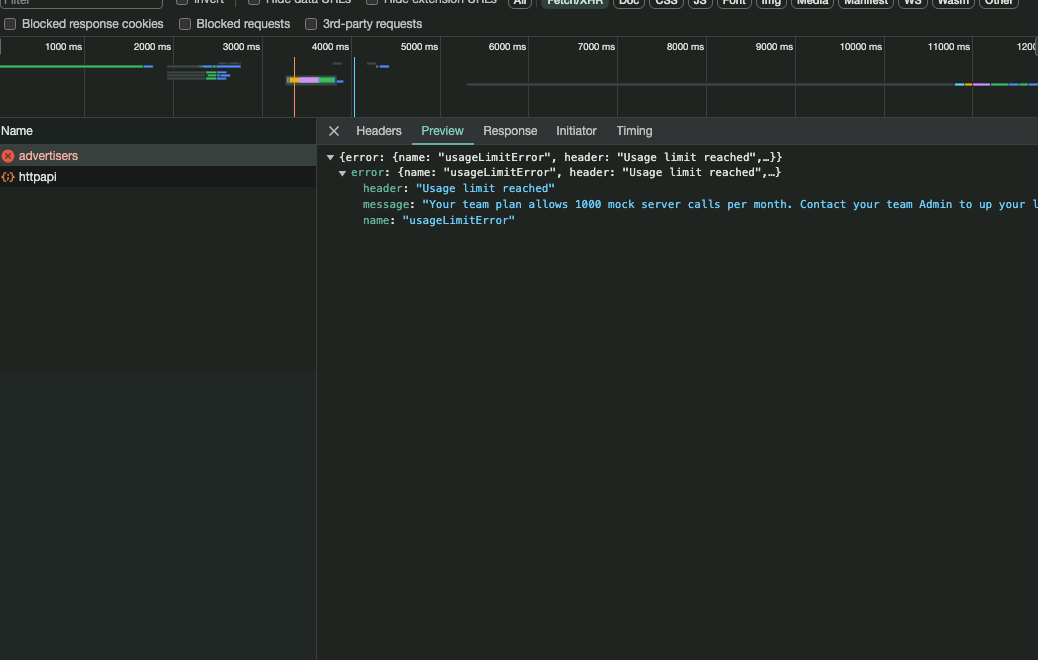 Filter Invert Hide data URLs Hide extension URLs All Fetch/XHR Doc CSS JS Font Img Media Manifest WS Wasm Other
Blocked response cookies Blocked requests 3rd-party requests
1000 ms 2000 ms 3000 ms 4000 ms 5000 ms 6000 ms 7000 ms 8000 ms 9000 ms 10000 ms 11000 ms 120
Name
advertisers
httpapi
Headers Preview Response Initiator Timing
{error: {name: "usageLimitError", header: "Usage limit reached",…}}
error: {name: "usageLimitError", header: "Usage limit reached",…}
header: "Usage limit reached"
message: "Your team plan allows 1000 mock server calls per month. Contact your team Admin to up your l
name: "usageLimitError"